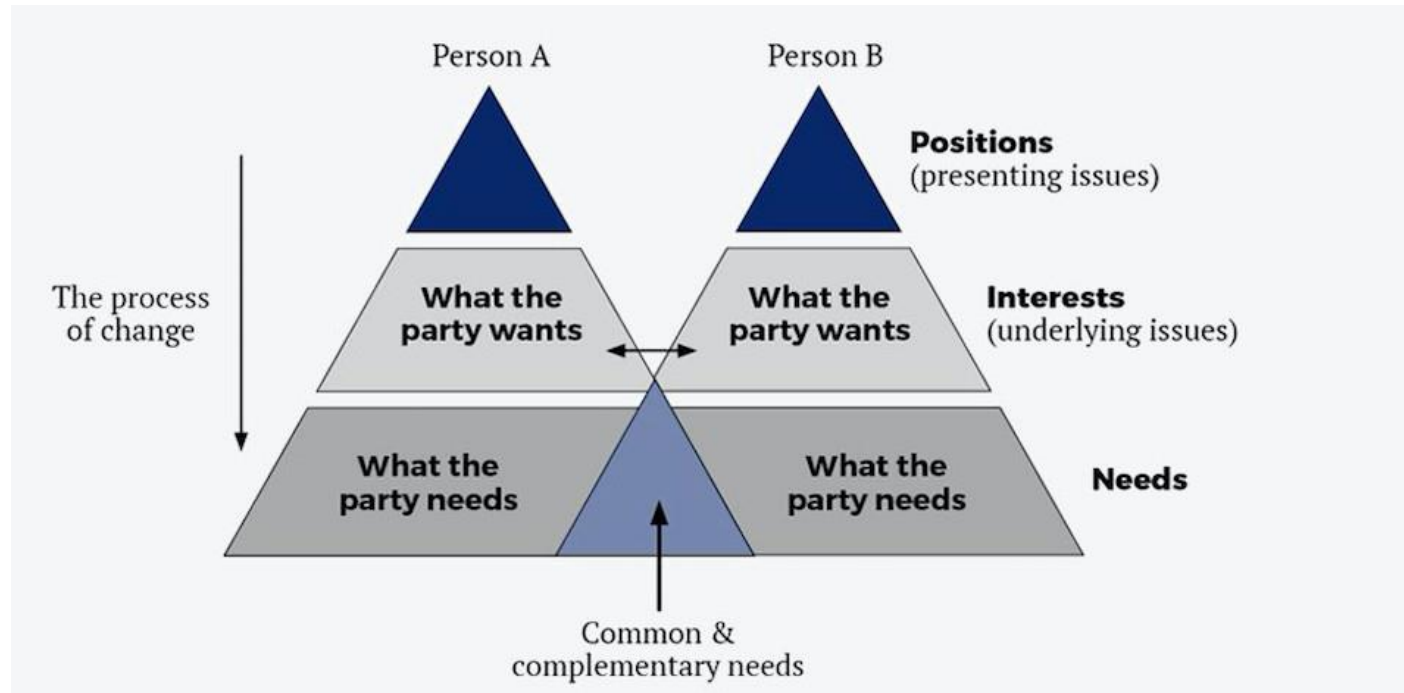 Person A
Person B
Positions
(presenting issues)
The process
of change
What the
party wants
What the
party wants
Interests
(underlying issues)
What the
party needs
What the
party needs
Needs
Common &
complementary needs